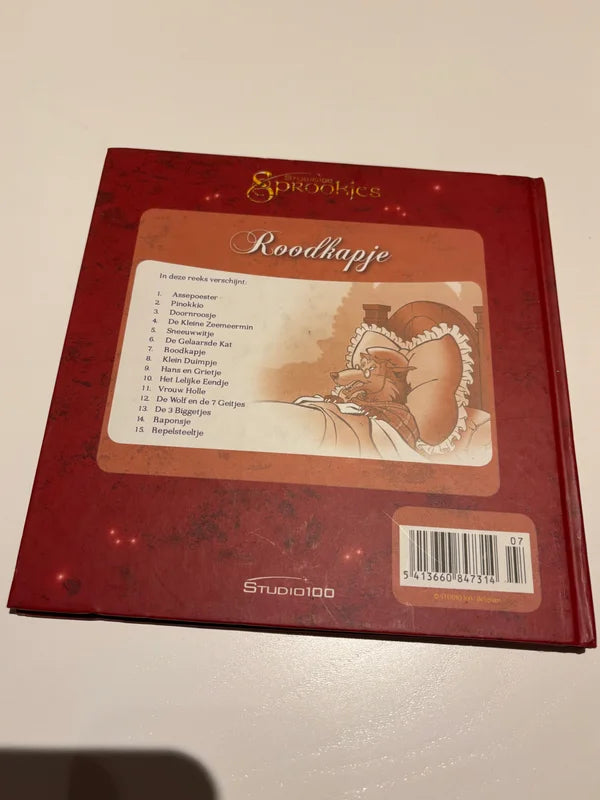 STUDIO100
SPROOKJES
Roodkapje
In deze reeks verschijnt:
1. Assepoester
2. Pinokkio
3. Doornroosje
4. De Kleine Zeemeermin
5. Sneeuwwitje
6. De Gelaarsde Kat
7. Roodkapje
8. Klein Duimpje
9. Hans en Grietje
10. Het Lelijke Eendje
11. Vrouw Holle
12. De Wolf en de 7 Geitjes
13. De 3 Biggetjes
14. Raponsje
15. Repelsteeltje
07
5 413660 847314
STUDIO100